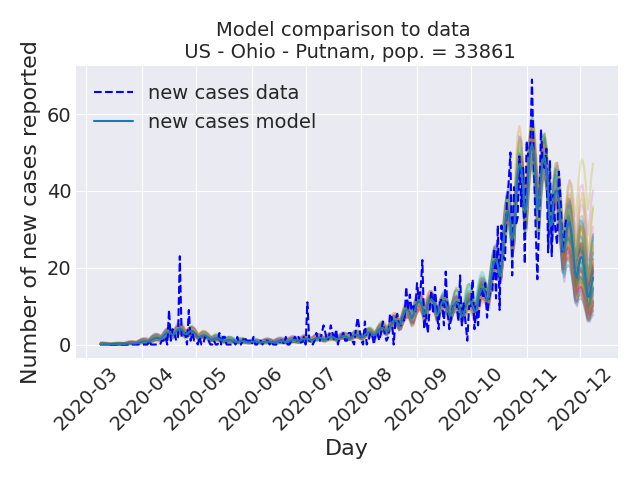 Model comparison to data
US - Ohio - Putnam, pop. = 33861
Number of new cases reported
60
40
20
0
new cases data
new cases model
2020-03
2020-04
2020-05
2020-06
2020-07
2020-08
2020-09
2020-10
2020-11
2020-12
Day